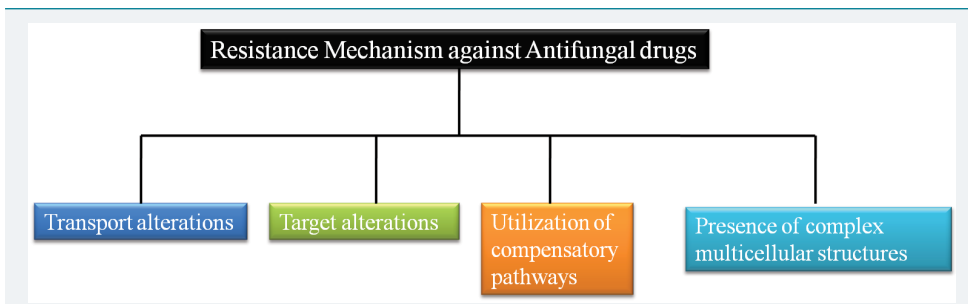 Resistance Mechanism against Antifungal drugs
Transport alterations
Target alterations
Utilization of
compensatory
pathways
Presence of complex
multicellular structures